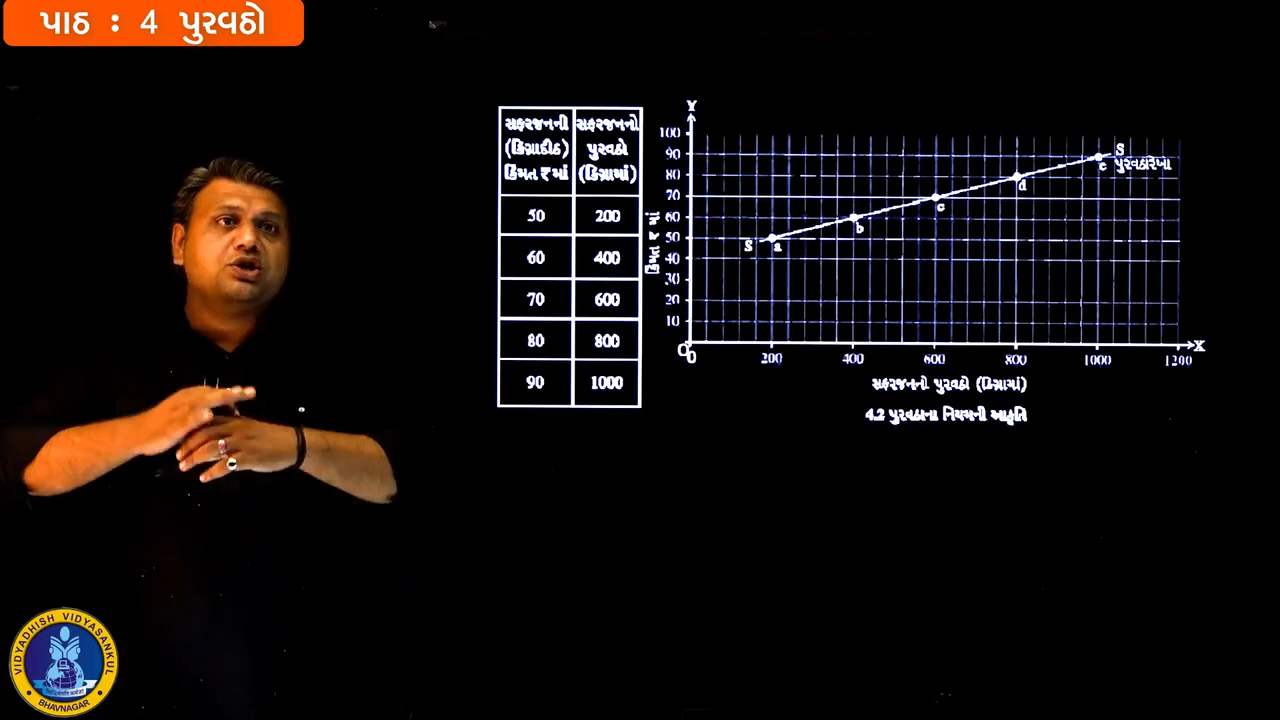 પાઠ : 4 પુરવઠો
સફરજનની
(કિગ્રાદીઠ)
કિંમત ₹ માં
સફરજનનો
પુરવઠો
(કિગ્રામાં)
50 200
60 400
70 600
80 800
90 1000
Y
100
90
80
70
60
50
40
30
20
10
કિંમત ₹ માં
S
a
b
c
d
c
S
પુરવઠારેખા
O
0 200 400 600 800 1000 1200
X
સફરજનનો પુરવઠો (કિગ્રામાં)
4.2 પુરવઠાના નિયમની આકૃતિ
VIDYADHISH VIDYASANKUL
BHAVNAGAR